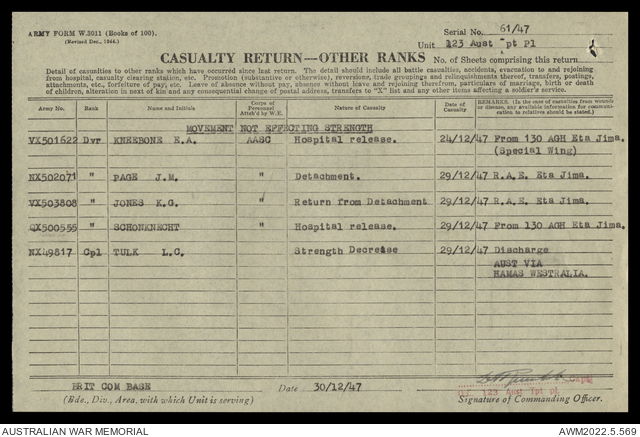 ARMY FORM W.3011 (Books of 100).
(Revised Dec., 1944.)
Serial No. 61/47
Unit 123 Aust Tpt Pl
CASUALTY RETURN—OTHER RANKS
No. of Sheets comprising this return
Detail of casualties to other ranks which have occurred since last return. The detail should include all battle casualties, accidents, evacuation to and rejoining
from hospital, casualty clearing station, etc. Promotion (substantive or otherwise), reversions, trade groupings and relinquishments thereof, transfers, postings,
attachments, etc., forfeiture of pay, etc. Leave of absence without pay, absence without leave and rejoining therefrom, particulars of marriage, birth or death
of children, alteration in next of kin and any consequential change of postal address, transfers to "X" list and any other items affecting a soldier's service.
Army No. Rank Name and Initials Corps of Personnel Attch'd by W.E. Nature of Casualty Date of Casualty REMARKS. (In the case of casualties from wounds or disease, any available information for communication to relatives should be stated.)
MOVEMENT NOT EFFECTING STRENGTH
VX501622 Dvr KNEEBONE E.A. AASC Hospital release. 24/12/47 From 130 AGH Eta Jima.
(Special Wing)
NX502071 " PAGE J.M. " Detachment. 29/12/47 R.A.E. Eta Jima.
VX503808 " JONES K.G. " Return from Detachment 29/12/47 R.A.E. Eta Jima.
QX500555 " SCHONKNECHT " Hospital release. 29/12/47 From 130 AGH Eta Jima.
NX49817 Cpl TULK L.C. Strength Decrease 29/12/47 Discharge
AUST VIA
HAMAS WESTRALIA.
BRIT COM BASE Date 30/12/47
Capt
123 Aust Tpt Pl
(Bde., Div., Area, with which Unit is serving) Signature of Commanding Officer.
AUSTRALIAN WAR MEMORIAL AWM2022.5.569